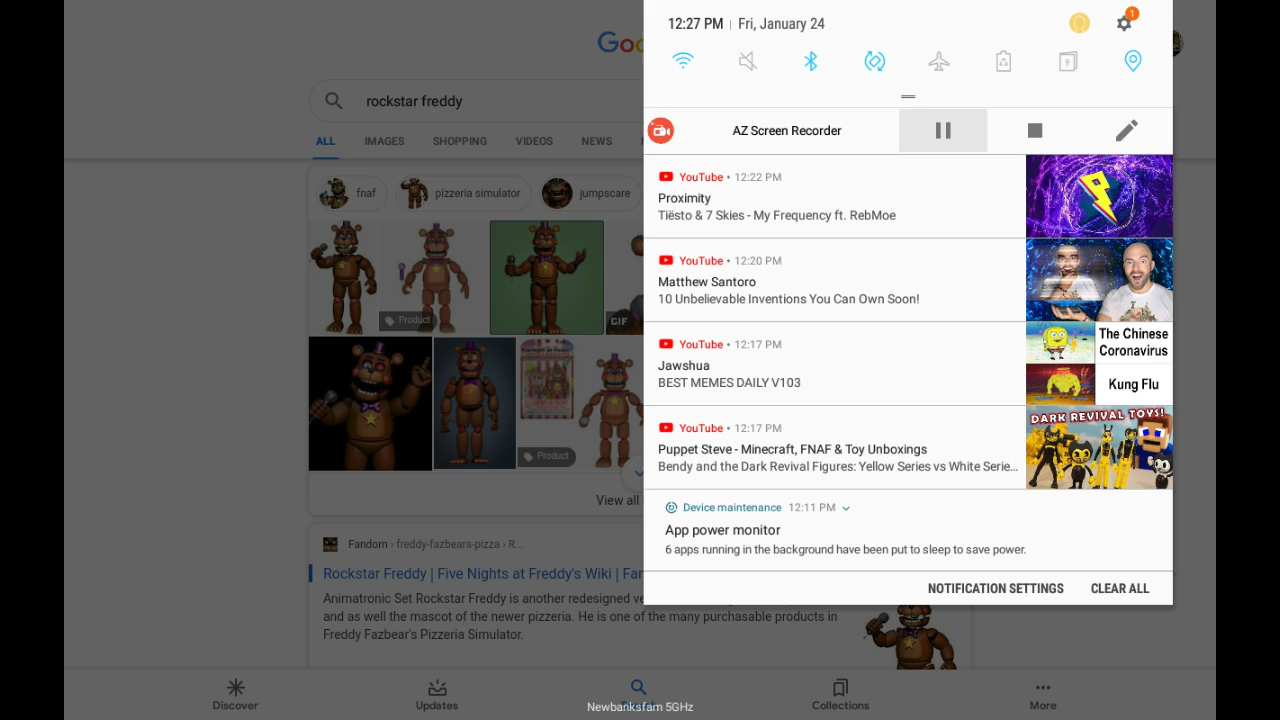 12:27 PM | Fri, January 24
1
Goo
rockstar freddy
ALL IMAGES SHOPPING VIDEOS NEWS
fnaf
pizzeria simulator
jumpscare
Product
GIF
Product
View all
Fandom › freddy-fazbears-pizza › R...
Rockstar Freddy | Five Nights at Freddy's Wiki | Fan
Animatronic Set Rockstar Freddy is another redesigned ve
and as well the mascot of the newer pizzeria. He is one of the many purchasable products in
Freddy Fazbear's Pizzeria Simulator.
AZ Screen Recorder
YouTube • 12:22 PM
Proximity
Tiësto & 7 Skies - My Frequency ft. RebMoe
YouTube • 12:20 PM
Matthew Santoro
10 Unbelievable Inventions You Can Own Soon!
YouTube • 12:17 PM
Jawshua
BEST MEMES DAILY V103
The Chinese
Coronavirus
Kung Flu
YouTube • 12:17 PM
Puppet Steve - Minecraft, FNAF & Toy Unboxings
Bendy and the Dark Revival Figures: Yellow Series vs White Serie...
DARK REVIVAL TOYS!
Device maintenance 12:11 PM
App power monitor
6 apps running in the background have been put to sleep to save power.
NOTIFICATION SETTINGS CLEAR ALL
Discover Updates Collections More
Newbanksfam 5GHz